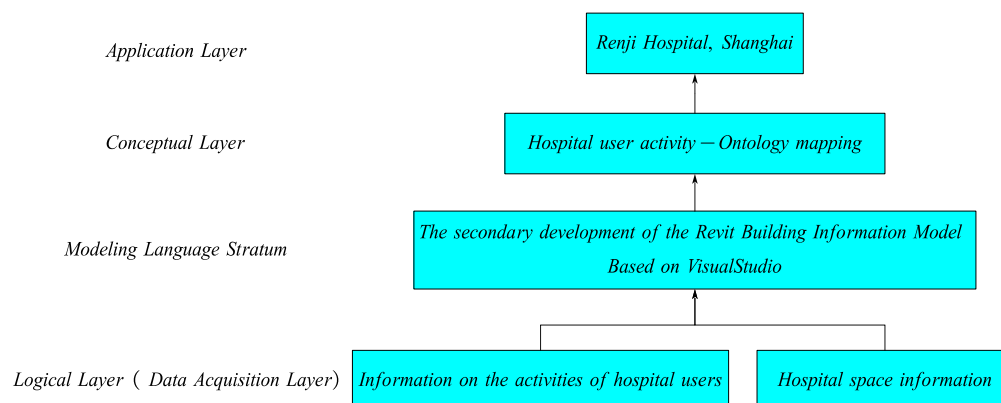 Application Layer
Renji Hospital, Shanghai
Conceptual Layer
Hospital user activity – Ontology mapping
Modeling Language Stratum
The secondary development of the Revit Building Information Model
Based on VisualStudio
Logical Layer ( Data Acquisition Layer)
Information on the activities of hospital users
Hospital space information